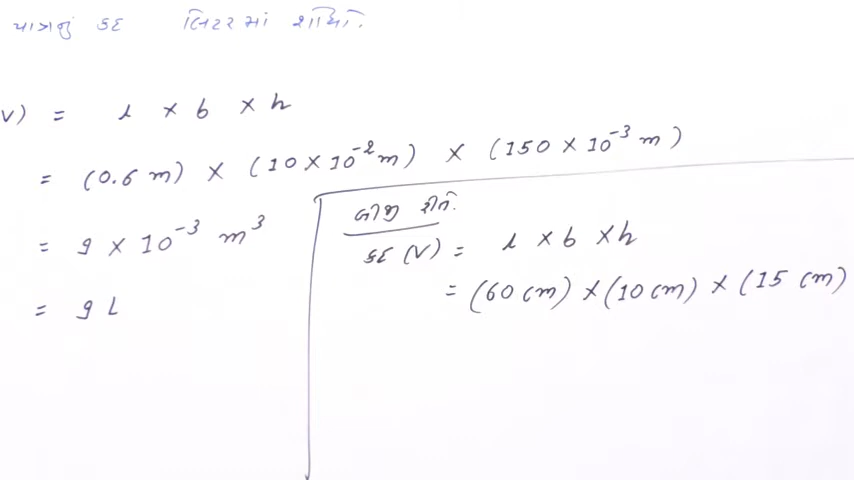 પાત્રનું કદ લિટરમાં શોધો.
V) = l × b × h
= (0.6 m) × (10 × 10⁻² m) × (150 × 10⁻³ m)
= 9 × 10⁻³ m³
= 9 L
બીજી રીત.
કદ (V) = l × b × h
= (60 cm) × (10 cm) × (15 cm)